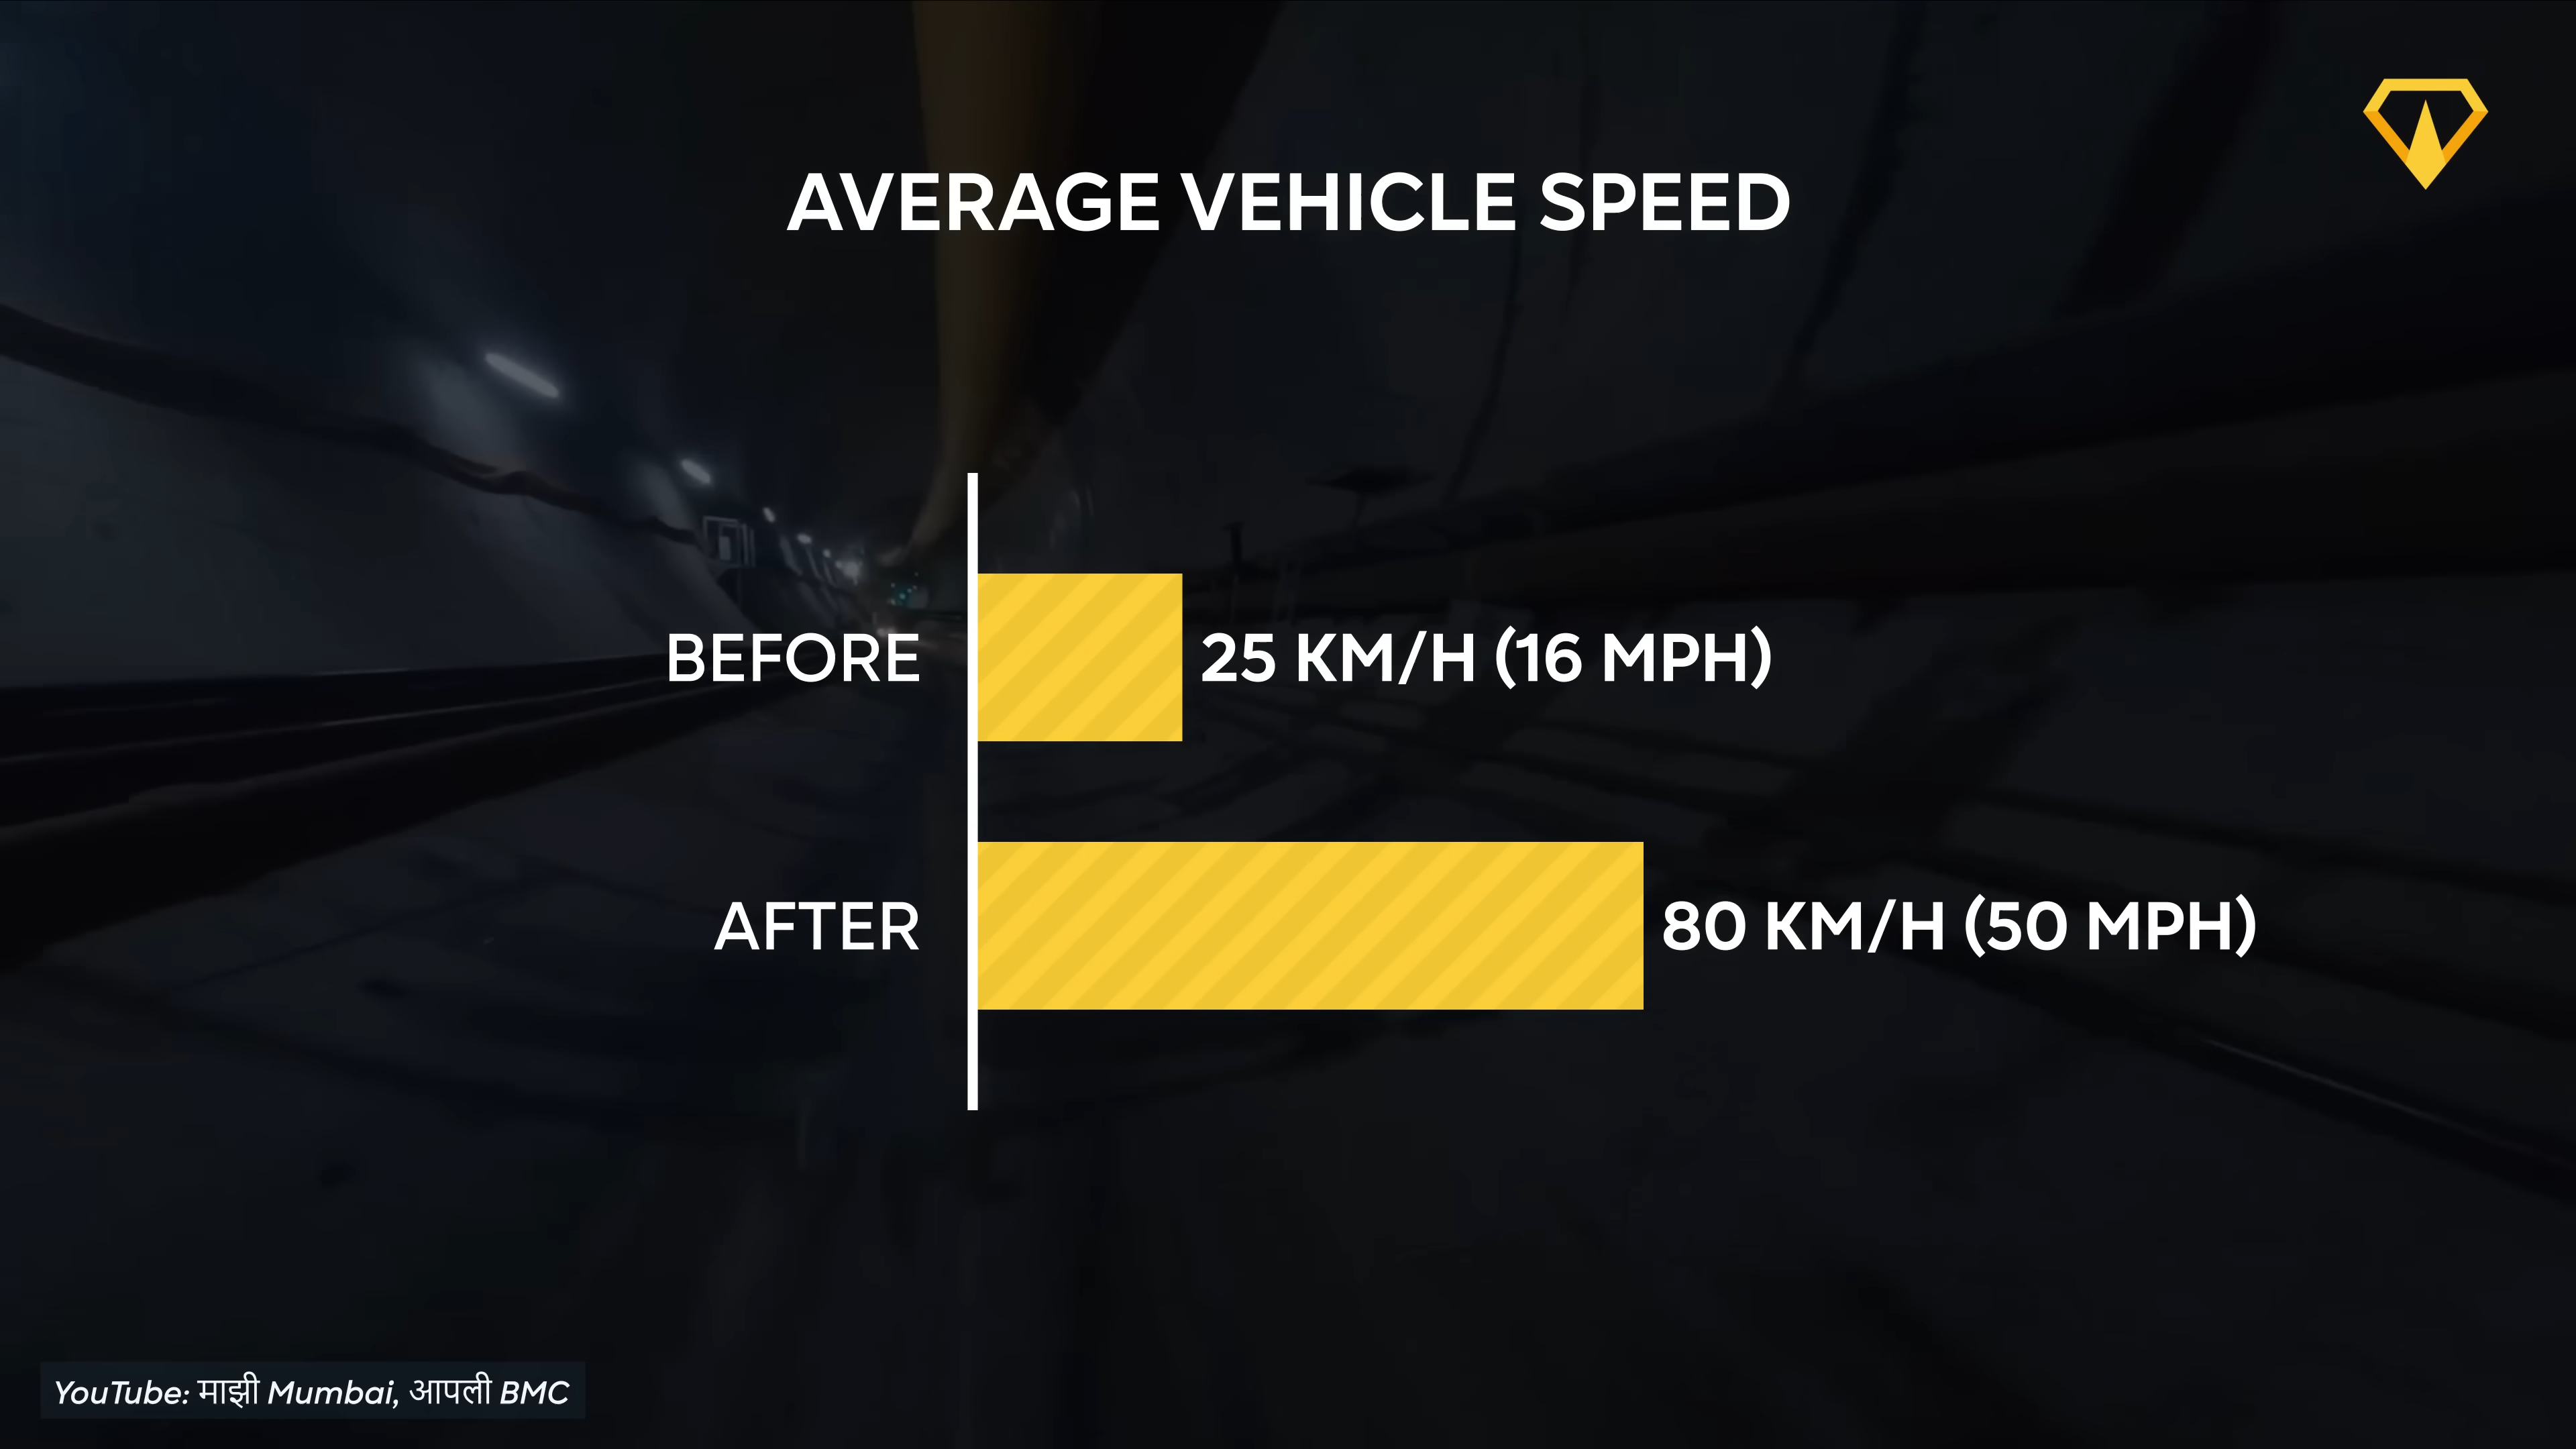 AVERAGE VEHICLE SPEED
BEFORE 25 KM/H (16 MPH)
AFTER 80 KM/H (50 MPH)
YouTube: माझी Mumbai, आपली BMC